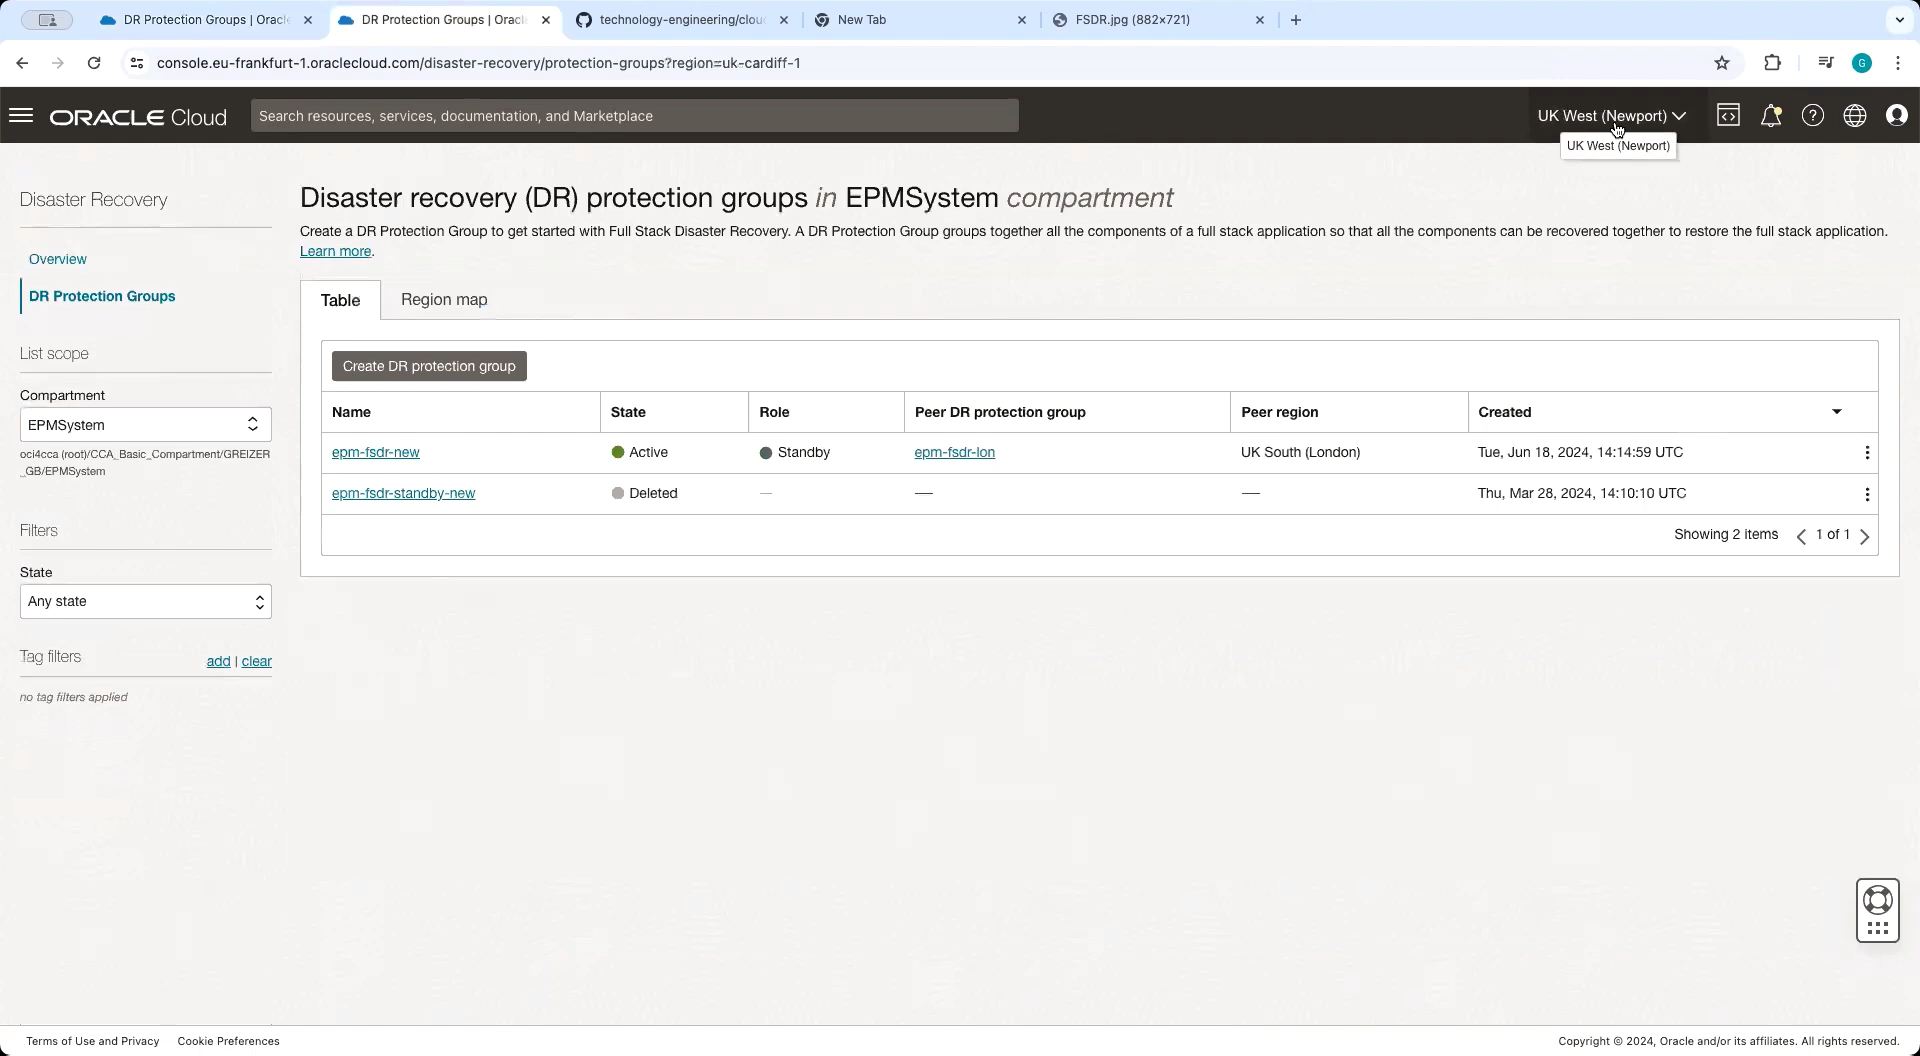 DR Protection Groups | Oracle
DR Protection Groups | Oracl
technology-engineering/clou
New Tab
FSDR.jpg (882×721)
console.eu-frankfurt-1.oraclecloud.com/disaster-recovery/protection-groups?region=uk-cardiff-1
G
ORACLE Cloud
Search resources, services, documentation, and Marketplace
UK West (Newport)
UK West (Newport)
Disaster Recovery
Overview
DR Protection Groups
List scope
Compartment
EPMSystem
oci4cca (root)/CCA_Basic_Compartment/GREIZER
_GB/EPMSystem
Filters
State
Any state
Tag filters
add | clear
no tag filters applied
Disaster recovery (DR) protection groups in EPMSystem compartment
Create a DR Protection Group to get started with Full Stack Disaster Recovery. A DR Protection Group groups together all the components of a full stack application so that all the components can be recovered together to restore the full stack application.
Learn more.
Table Region map
Create DR protection group
Name State Role Peer DR protection group Peer region Created
epm-fsdr-new Active Standby epm-fsdr-lon UK South (London) Tue, Jun 18, 2024, 14:14:59 UTC
epm-fsdr-standby-new Deleted — — — Thu, Mar 28, 2024, 14:10:10 UTC
Showing 2 items 1 of 1
Terms of Use and Privacy Cookie Preferences
Copyright © 2024, Oracle and/or its affiliates. All rights reserved.